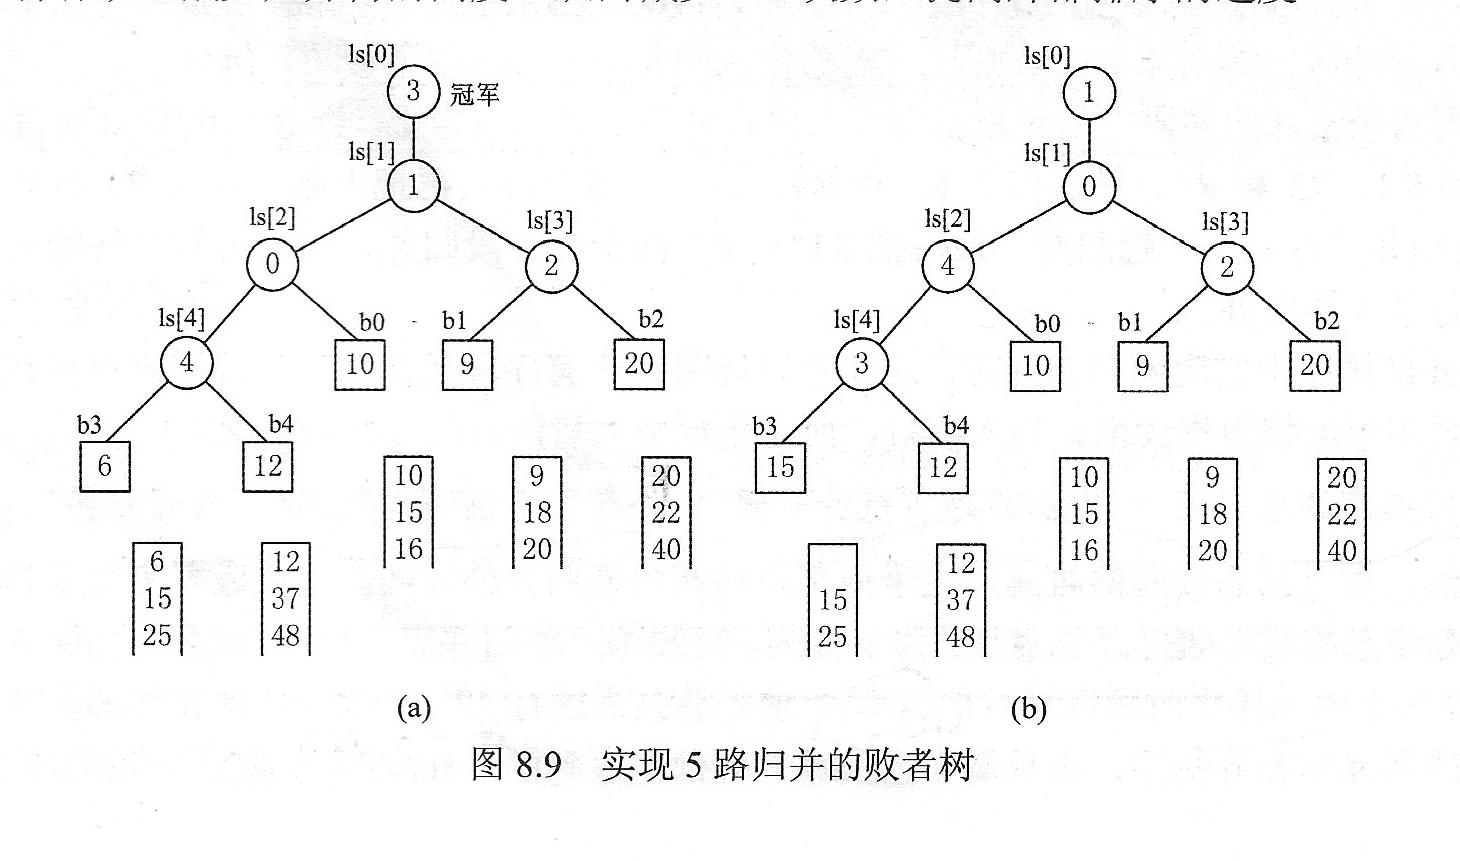 ls[0] ls[0]
3 冠军 1
ls[1] ls[1]
1 0
ls[2] ls[3] ls[2] ls[3]
0 2 4 2
ls[4] b0 b1 b2 ls[4] b0 b1 b2
4 10 9 20 3 10 9 20
b3 b4 b3 b4
6 12 15 12
10 9 20 10 9 20
15 18 22 15 18 22
16 20 40 16 20 40
6 12 12
15 37 15 37
25 48 25 48
(a) (b)
图 8.9 实现 5 路归并的败者树